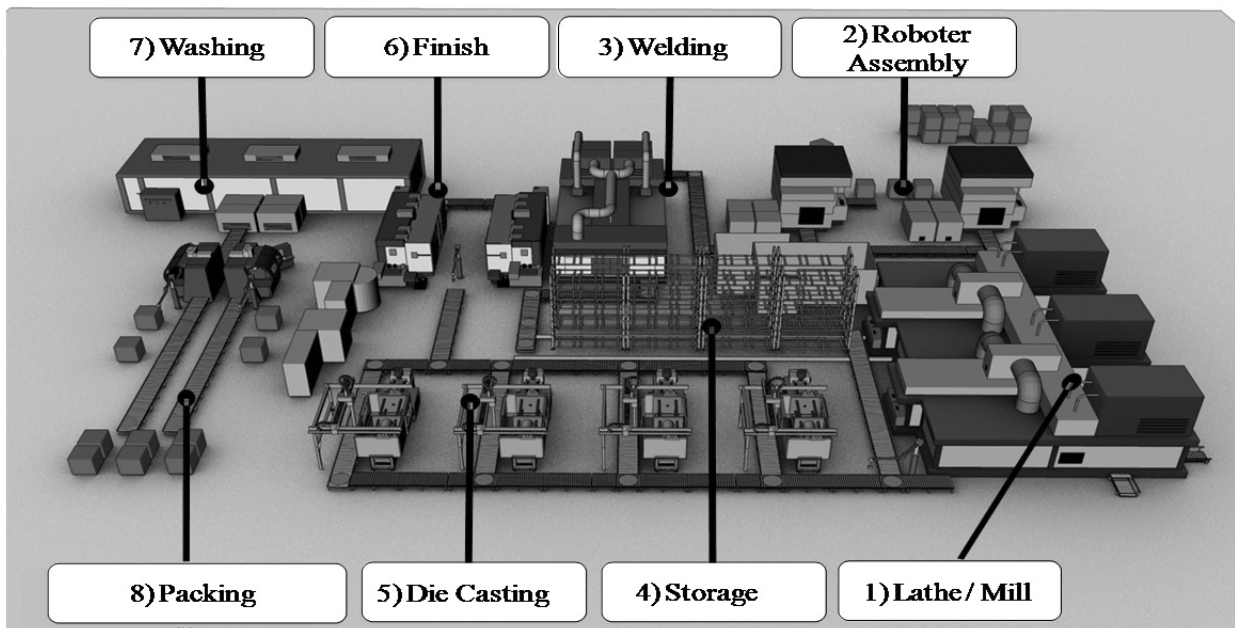 7) Washing
6) Finish
3) Welding
2) Roboter
Assembly
8) Packing
5) Die Casting
4) Storage
1) Lathe / Mill